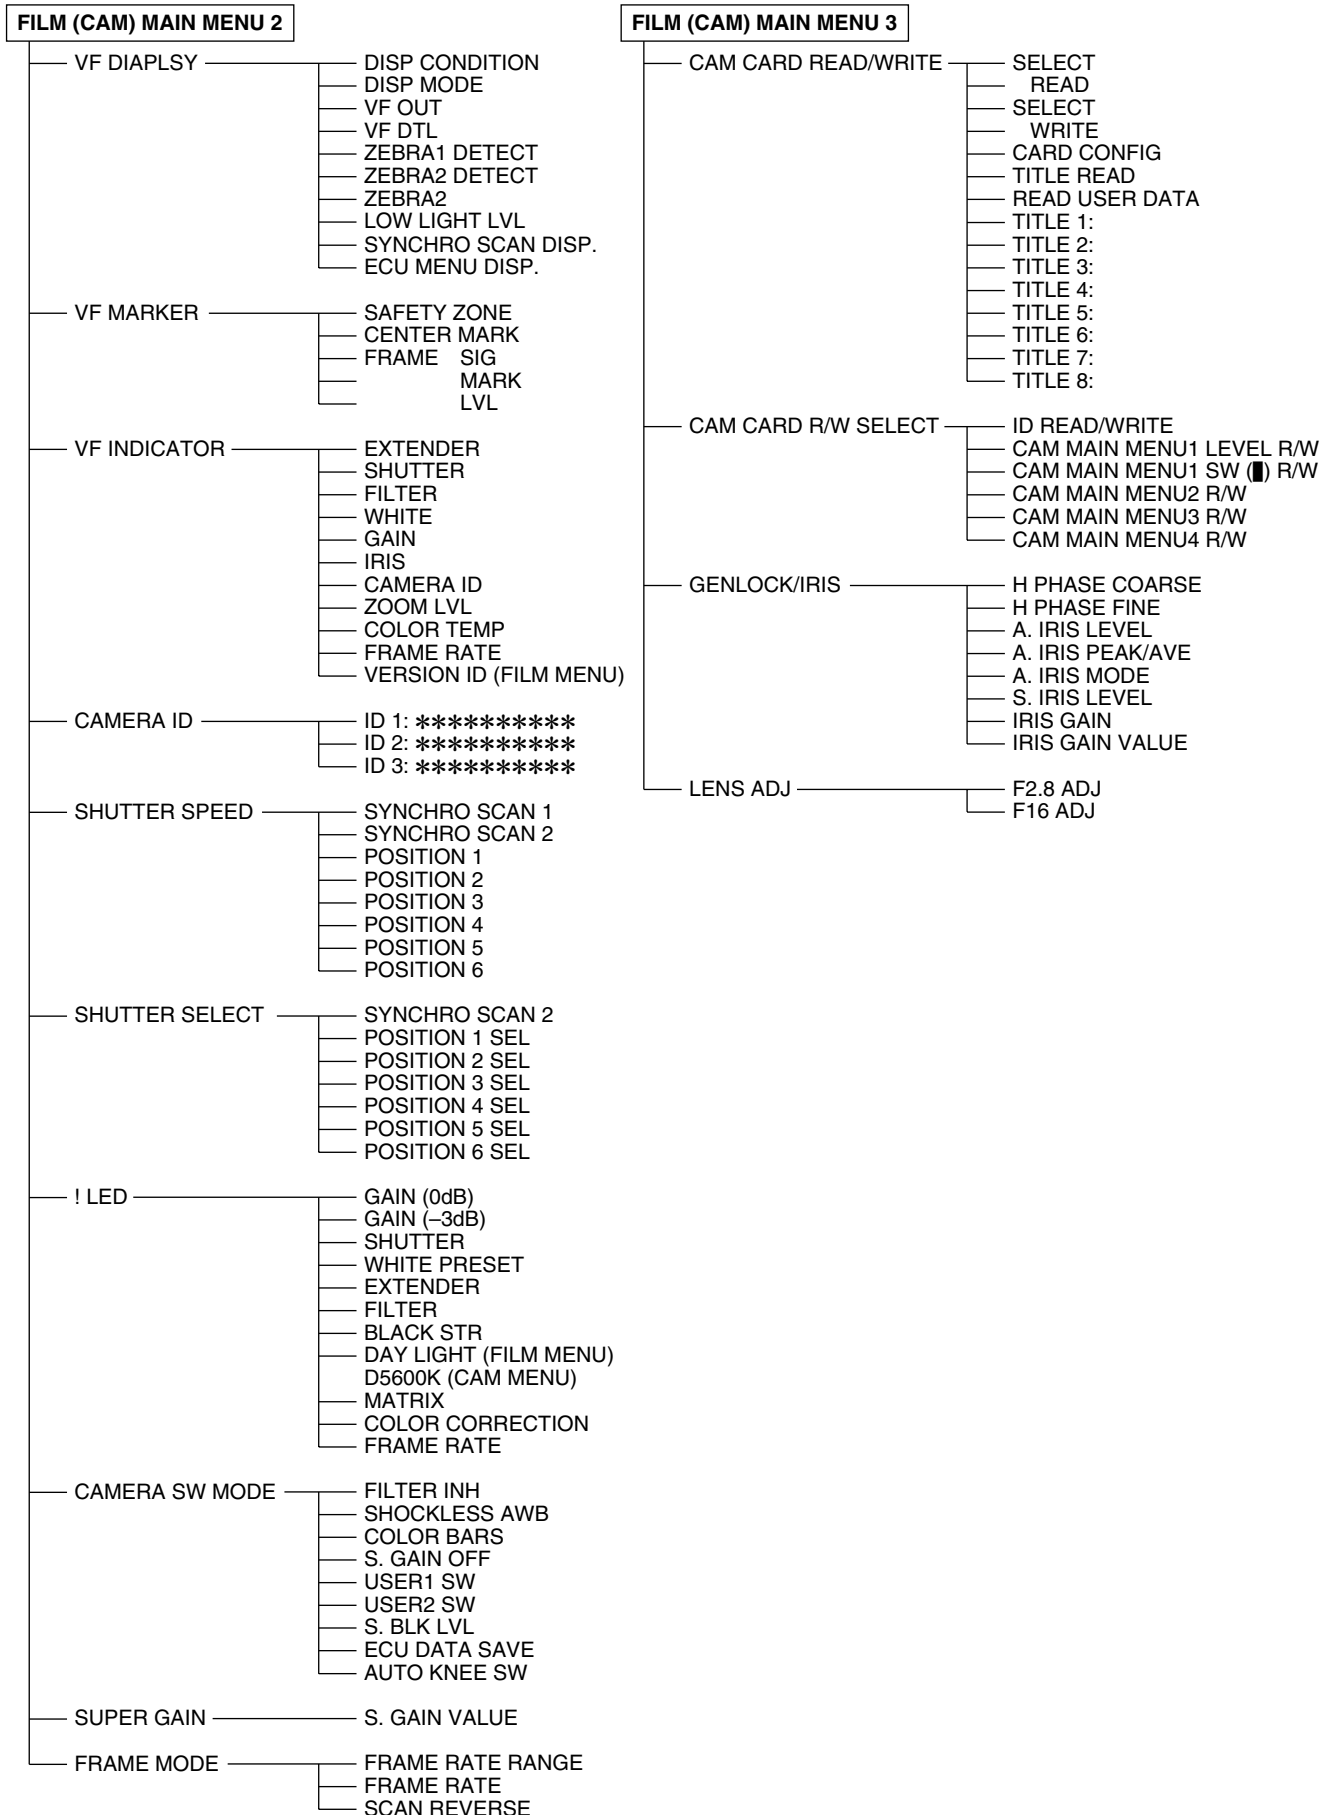 FILM (CAM) MAIN MENU 2
VF DIAPLSY
DISP CONDITION
DISP MODE
VF OUT
VF DTL
ZEBRA1 DETECT
ZEBRA2 DETECT
ZEBRA2
LOW LIGHT LVL
SYNCHRO SCAN DISP.
ECU MENU DISP.
VF MARKER
SAFETY ZONE
CENTER MARK
FRAME SIG
MARK
LVL
VF INDICATOR
EXTENDER
SHUTTER
FILTER
WHITE
GAIN
IRIS
CAMERA ID
ZOOM LVL
COLOR TEMP
FRAME RATE
VERSION ID (FILM MENU)
CAMERA ID
ID 1: **********
ID 2: **********
ID 3: **********
SHUTTER SPEED
SYNCHRO SCAN 1
SYNCHRO SCAN 2
POSITION 1
POSITION 2
POSITION 3
POSITION 4
POSITION 5
POSITION 6
SHUTTER SELECT
SYNCHRO SCAN 2
POSITION 1 SEL
POSITION 2 SEL
POSITION 3 SEL
POSITION 4 SEL
POSITION 5 SEL
POSITION 6 SEL
! LED
GAIN (0dB)
GAIN (–3dB)
SHUTTER
WHITE PRESET
EXTENDER
FILTER
BLACK STR
DAY LIGHT (FILM MENU)
D5600K (CAM MENU)
MATRIX
COLOR CORRECTION
FRAME RATE
CAMERA SW MODE
FILTER INH
SHOCKLESS AWB
COLOR BARS
S. GAIN OFF
USER1 SW
USER2 SW
S. BLK LVL
ECU DATA SAVE
AUTO KNEE SW
SUPER GAIN
S. GAIN VALUE
FRAME MODE
FRAME RATE RANGE
FRAME RATE
SCAN REVERSE
FILM (CAM) MAIN MENU 3
CAM CARD READ/WRITE
SELECT
READ
SELECT
WRITE
CARD CONFIG
TITLE READ
READ USER DATA
TITLE 1:
TITLE 2:
TITLE 3:
TITLE 4:
TITLE 5:
TITLE 6:
TITLE 7:
TITLE 8:
CAM CARD R/W SELECT
ID READ/WRITE
CAM MAIN MENU1 LEVEL R/W
CAM MAIN MENU1 SW (▮) R/W
CAM MAIN MENU2 R/W
CAM MAIN MENU3 R/W
CAM MAIN MENU4 R/W
GENLOCK/IRIS
H PHASE COARSE
H PHASE FINE
A. IRIS LEVEL
A. IRIS PEAK/AVE
A. IRIS MODE
S. IRIS LEVEL
IRIS GAIN
IRIS GAIN VALUE
LENS ADJ
F2.8 ADJ
F16 ADJ